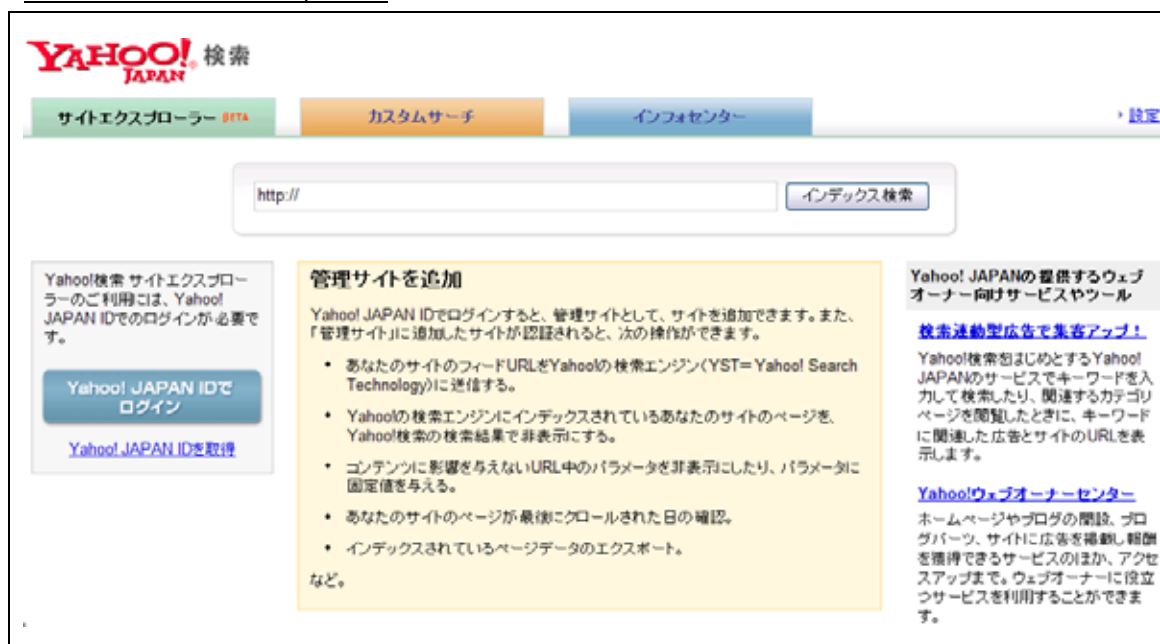 YAHOO! JAPAN 検索
サイトエクスプローラー BETA
カスタムサーチ
インフォセンター
設定
http://
インデックス検索
Yahoo!検索 サイトエクスプロー
ラーのご利用には、Yahoo!
JAPAN IDでのログインが必要で
す。
Yahoo! JAPAN IDで
ログイン
Yahoo! JAPAN IDを取得
管理サイトを追加
Yahoo! JAPAN IDでログインすると、管理サイトとして、サイトを追加できます。また、
「管理サイト」に追加したサイトが認証されると、次の操作ができます。
• あなたのサイトのフィードURLをYahoo!の検索エンジン(YST=Yahoo! Search
Technology)に送信する。
• Yahoo!の検索エンジンにインデックスされているあなたのサイトのページを、
Yahoo!検索の検索結果で非表示にする。
• コンテンツに影響を与えないURL中のパラメータを非表示にしたり、パラメータに
固定値を与える。
• あなたのサイトのページが最後にクロールされた日の確認。
• インデックスされているページデータのエクスポート。
など。
Yahoo! JAPANの提供するウェブ
オーナー向けサービスやツール
検索連動型広告で集客アップ！
Yahoo!検索をはじめとするYahoo!
JAPANのサービスでキーワードを入
力して検索したり、関連するカテゴリ
ページを閲覧したときに、キーワード
に関連した広告とサイトのURLを表
示します。
Yahoo!ウェブオーナーセンター
ホームページやブログの開設、ブロ
グパーツ、サイトに広告を掲載し報酬
を獲得できるサービスのほか、アクセ
スアップまで。ウェブオーナーに役立
つサービスを利用することができま
す。